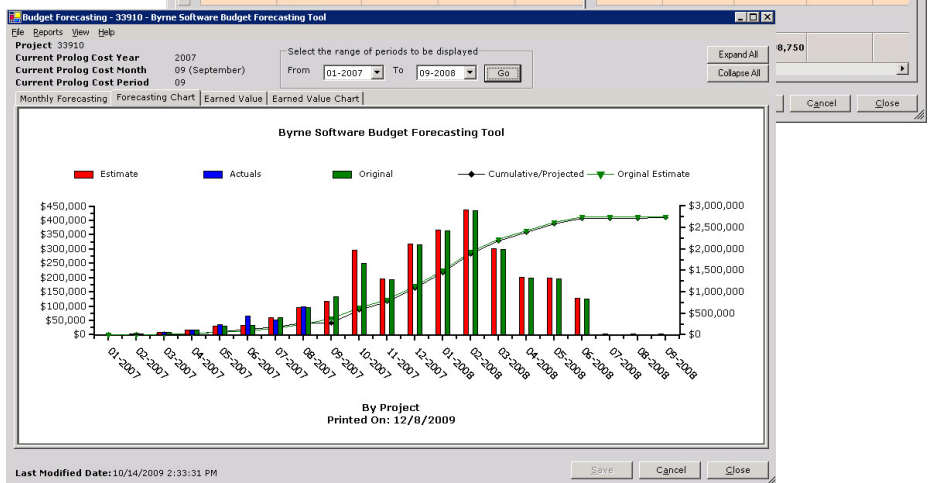 Budget Forecasting - 33910 - Byrne Software Budget Forecasting Tool
File Reports View Help
Project 33910
Current Prolog Cost Year 2007
Current Prolog Cost Month 09 (September)
Current Prolog Cost Period 09
Select the range of periods to be displayed
From 01-2007 To 09-2008 Go
Expand All
Collapse All
8,750
Cancel Close
Monthly Forecasting Forecasting Chart Earned Value Earned Value Chart
Byrne Software Budget Forecasting Tool
Estimate Actuals Original Cumulative/Projected Orginal Estimate
$450,000
$400,000
$350,000
$300,000
$250,000
$200,000
$150,000
$100,000
$50,000
$0
$3,000,000
$2,500,000
$2,000,000
$1,500,000
$1,000,000
$500,000
$0
01-2007 02-2007 03-2007 04-2007 05-2007 06-2007 07-2007 08-2007 09-2007 10-2007 11-2007 12-2007 01-2008 02-2008 03-2008 04-2008 05-2008 06-2008 07-2008 08-2008 09-2008
By Project
Printed On: 12/8/2009
Last Modified Date: 10/14/2009 2:33:31 PM
Save Cancel Close